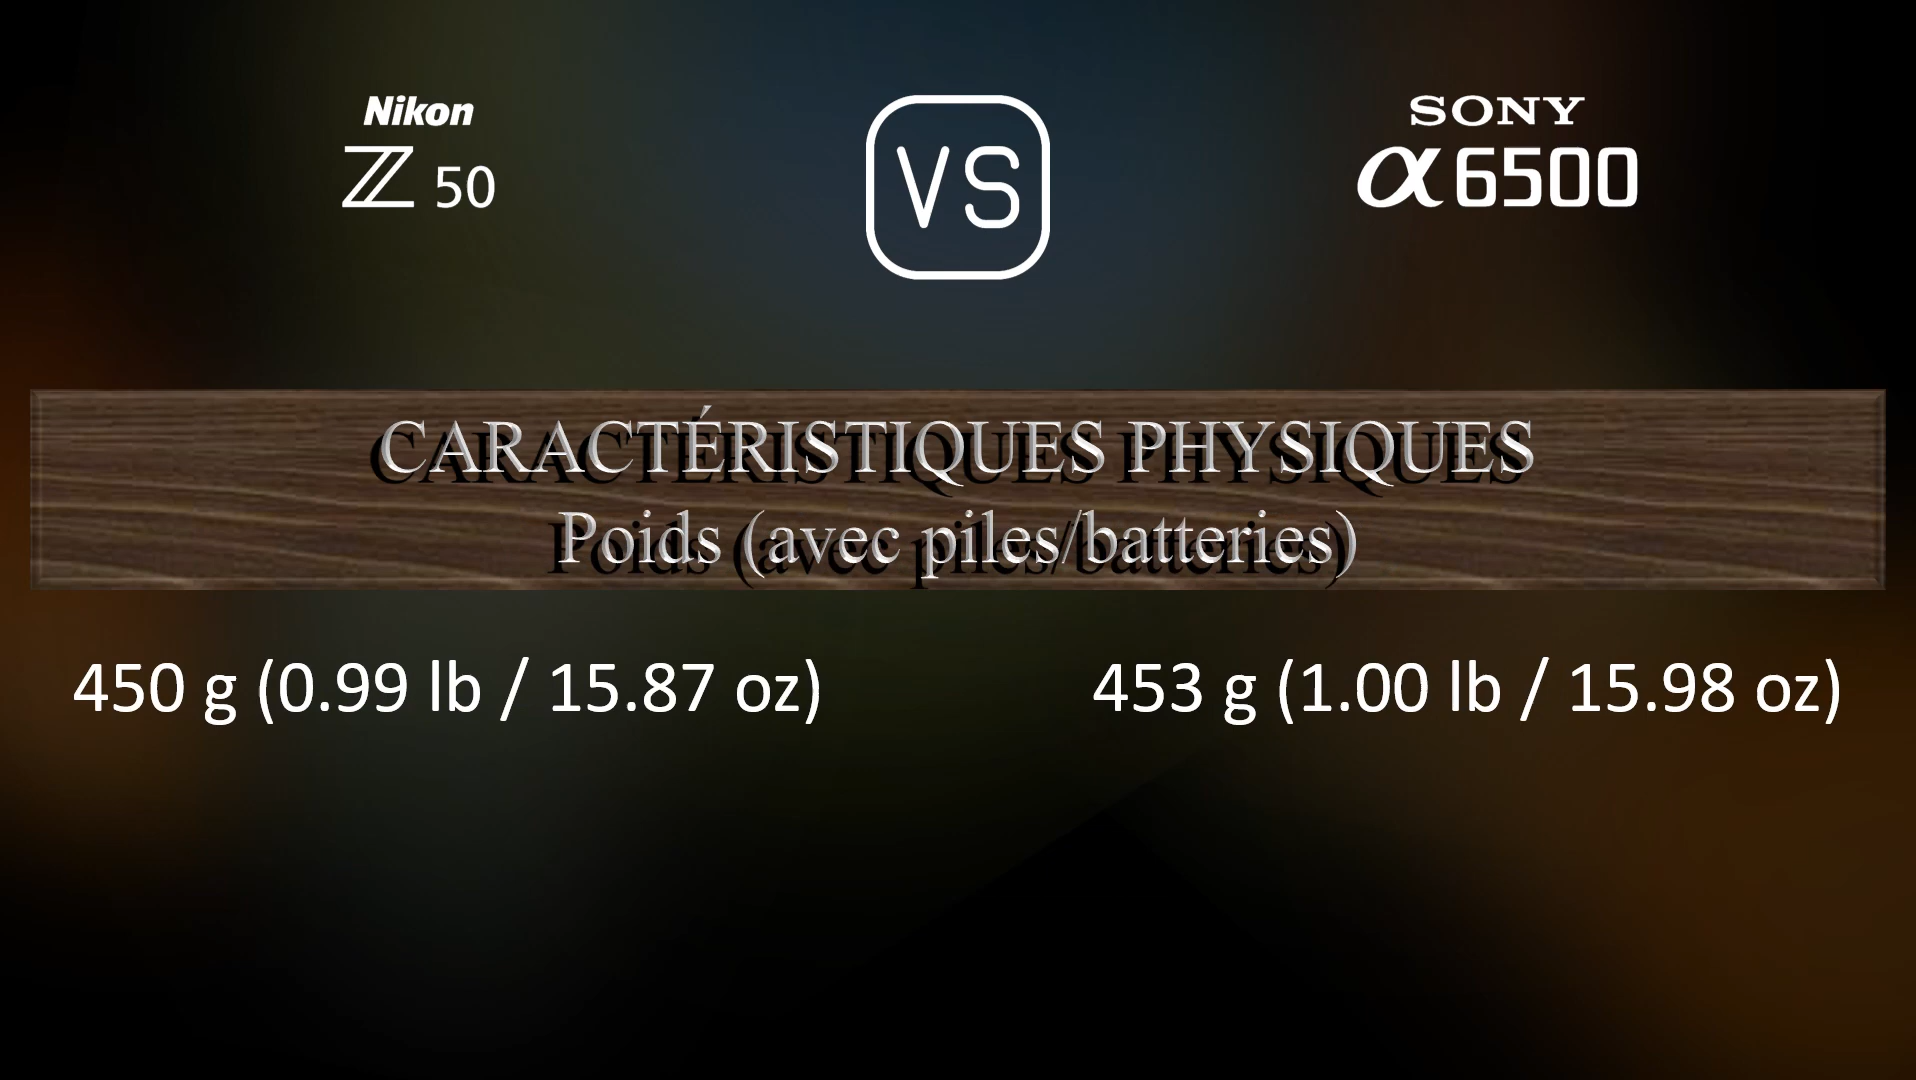 Nikon
Z 50
VS
SONY
α6500
CARACTÉRISTIQUES PHYSIQUES
Poids (avec piles/batteries)
450 g (0.99 lb / 15.87 oz)
453 g (1.00 lb / 15.98 oz)